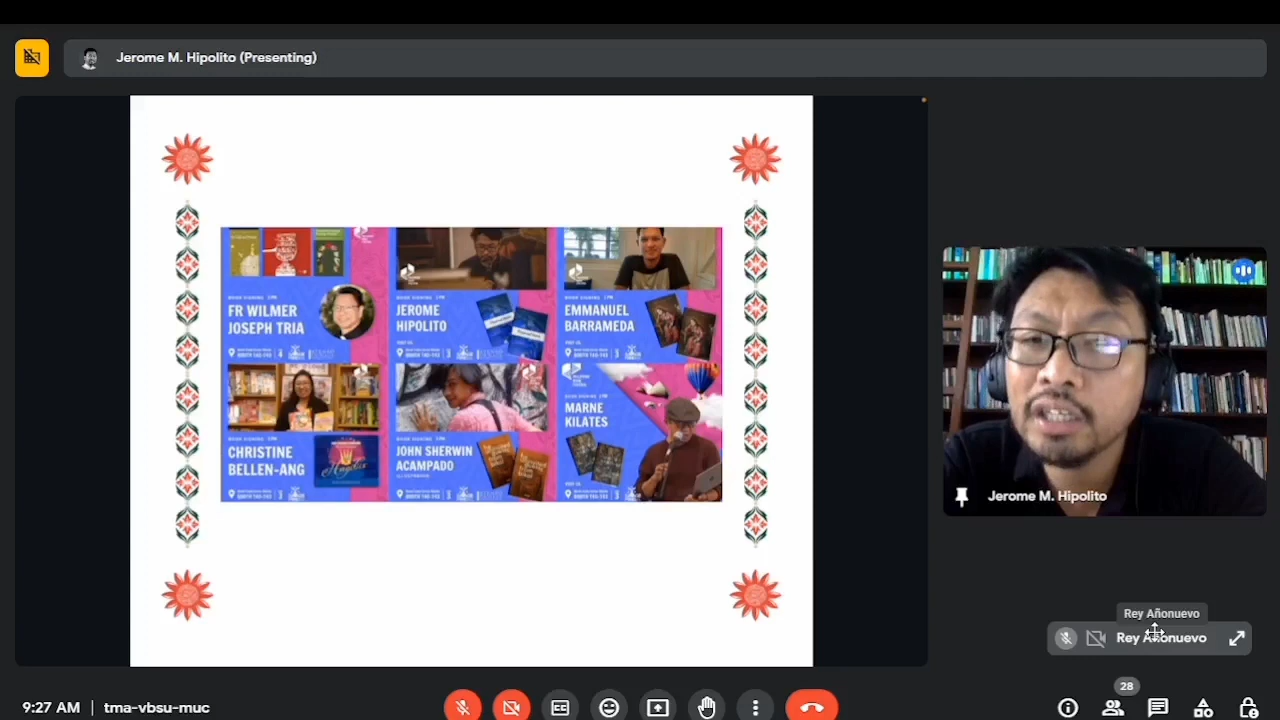 Jerome M. Hipolito (Presenting)
FR WILMER
JOSEPH TRIA
JEROME
HIPOLITO
EMMANUEL
BARRAMEDA
CHRISTINE
BELLEN-ANG
JOHN SHERWIN
ACAMPADO
MARNE
KILATES
Jerome M. Hipolito
Rey Añonuevo
Rey Añonuevo
28
9:27 AM | tma-vbsu-muc